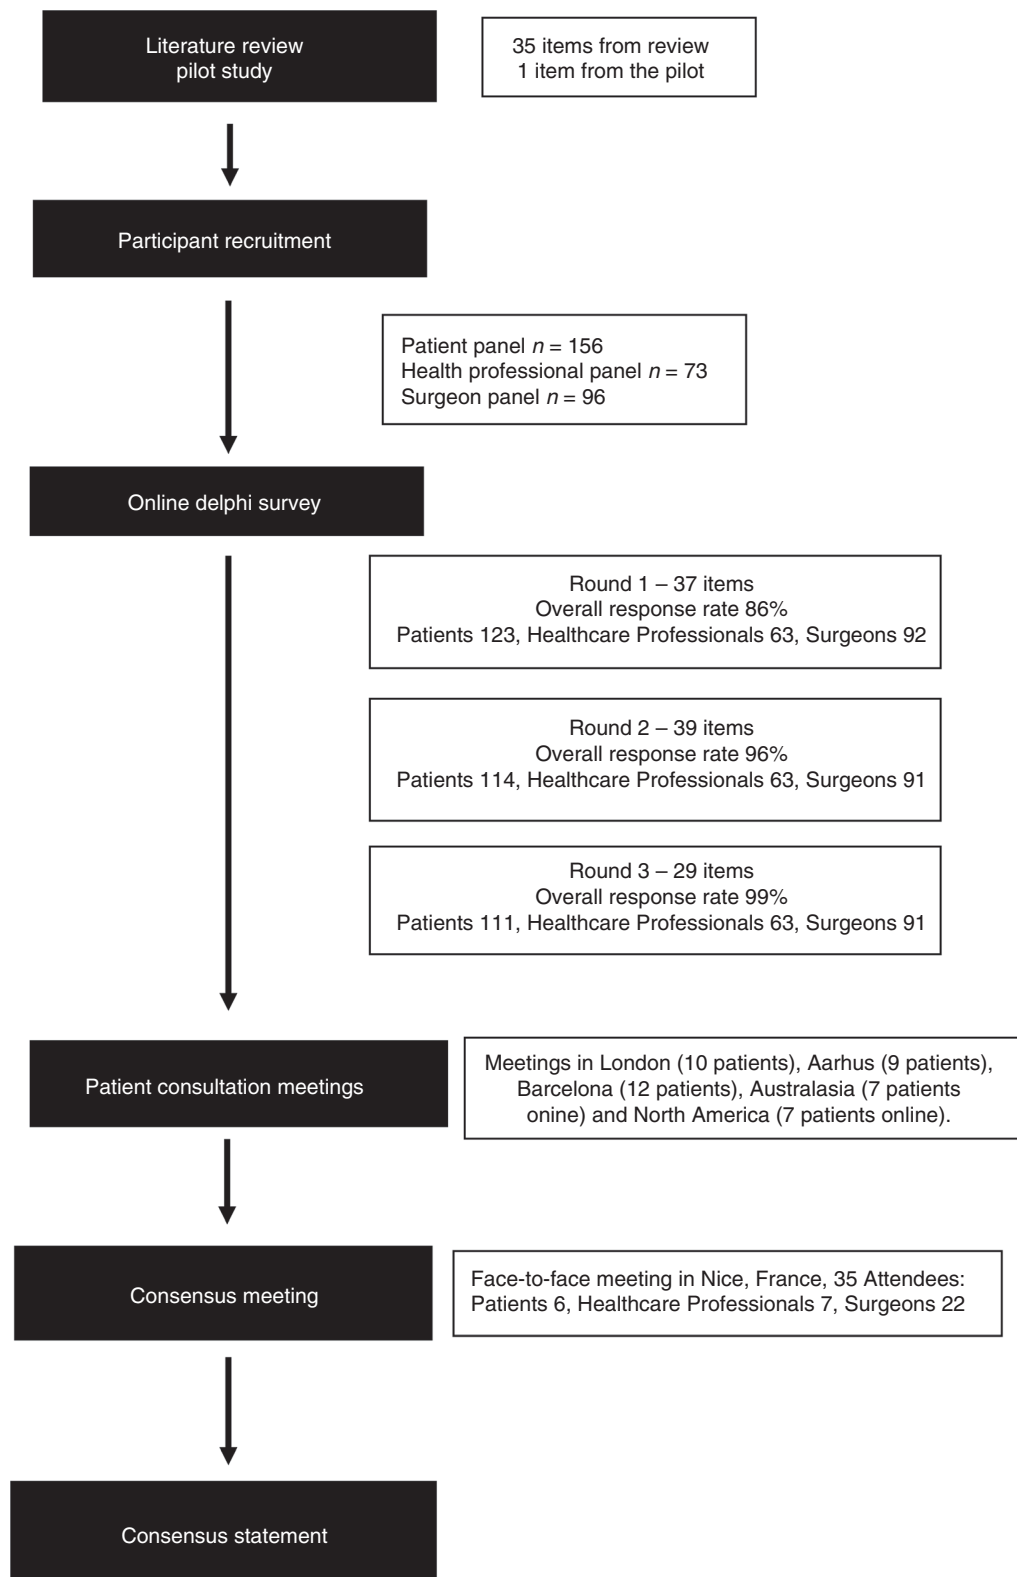 Literature review
pilot study
35 items from review
1 item from the pilot
Participant recruitment
Patient panel n = 156
Health professional panel n = 73
Surgeon panel n = 96
Online delphi survey
Round 1 – 37 items
Overall response rate 86%
Patients 123, Healthcare Professionals 63, Surgeons 92
Round 2 – 39 items
Overall response rate 96%
Patients 114, Healthcare Professionals 63, Surgeons 91
Round 3 – 29 items
Overall response rate 99%
Patients 111, Healthcare Professionals 63, Surgeons 91
Patient consultation meetings
Meetings in London (10 patients), Aarhus (9 patients),
Barcelona (12 patients), Australasia (7 patients
onine) and North America (7 patients online).
Consensus meeting
Face-to-face meeting in Nice, France, 35 Attendees:
Patients 6, Healthcare Professionals 7, Surgeons 22
Consensus statement